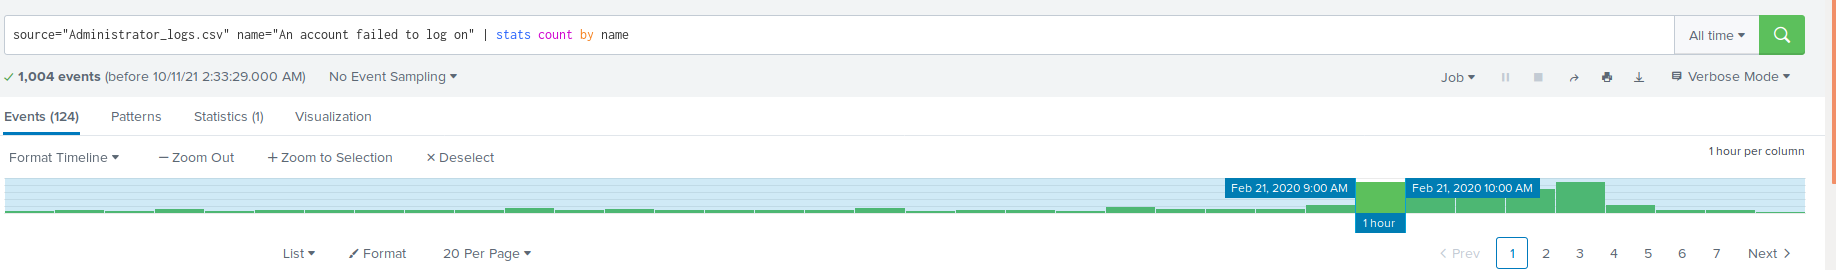 source="Administrator_logs.csv" name="An account failed to log on" | stats count by name
All time
1,004 events (before 10/11/21 2:33:29.000 AM)
No Event Sampling
Job
Verbose Mode
Events (124)
Patterns
Statistics (1)
Visualization
Format Timeline
— Zoom Out
+ Zoom to Selection
× Deselect
1 hour per column
Feb 21, 2020 9:00 AM
Feb 21, 2020 10:00 AM
1 hour
List
Format
20 Per Page
< Prev
1
2
3
4
5
6
7
Next >